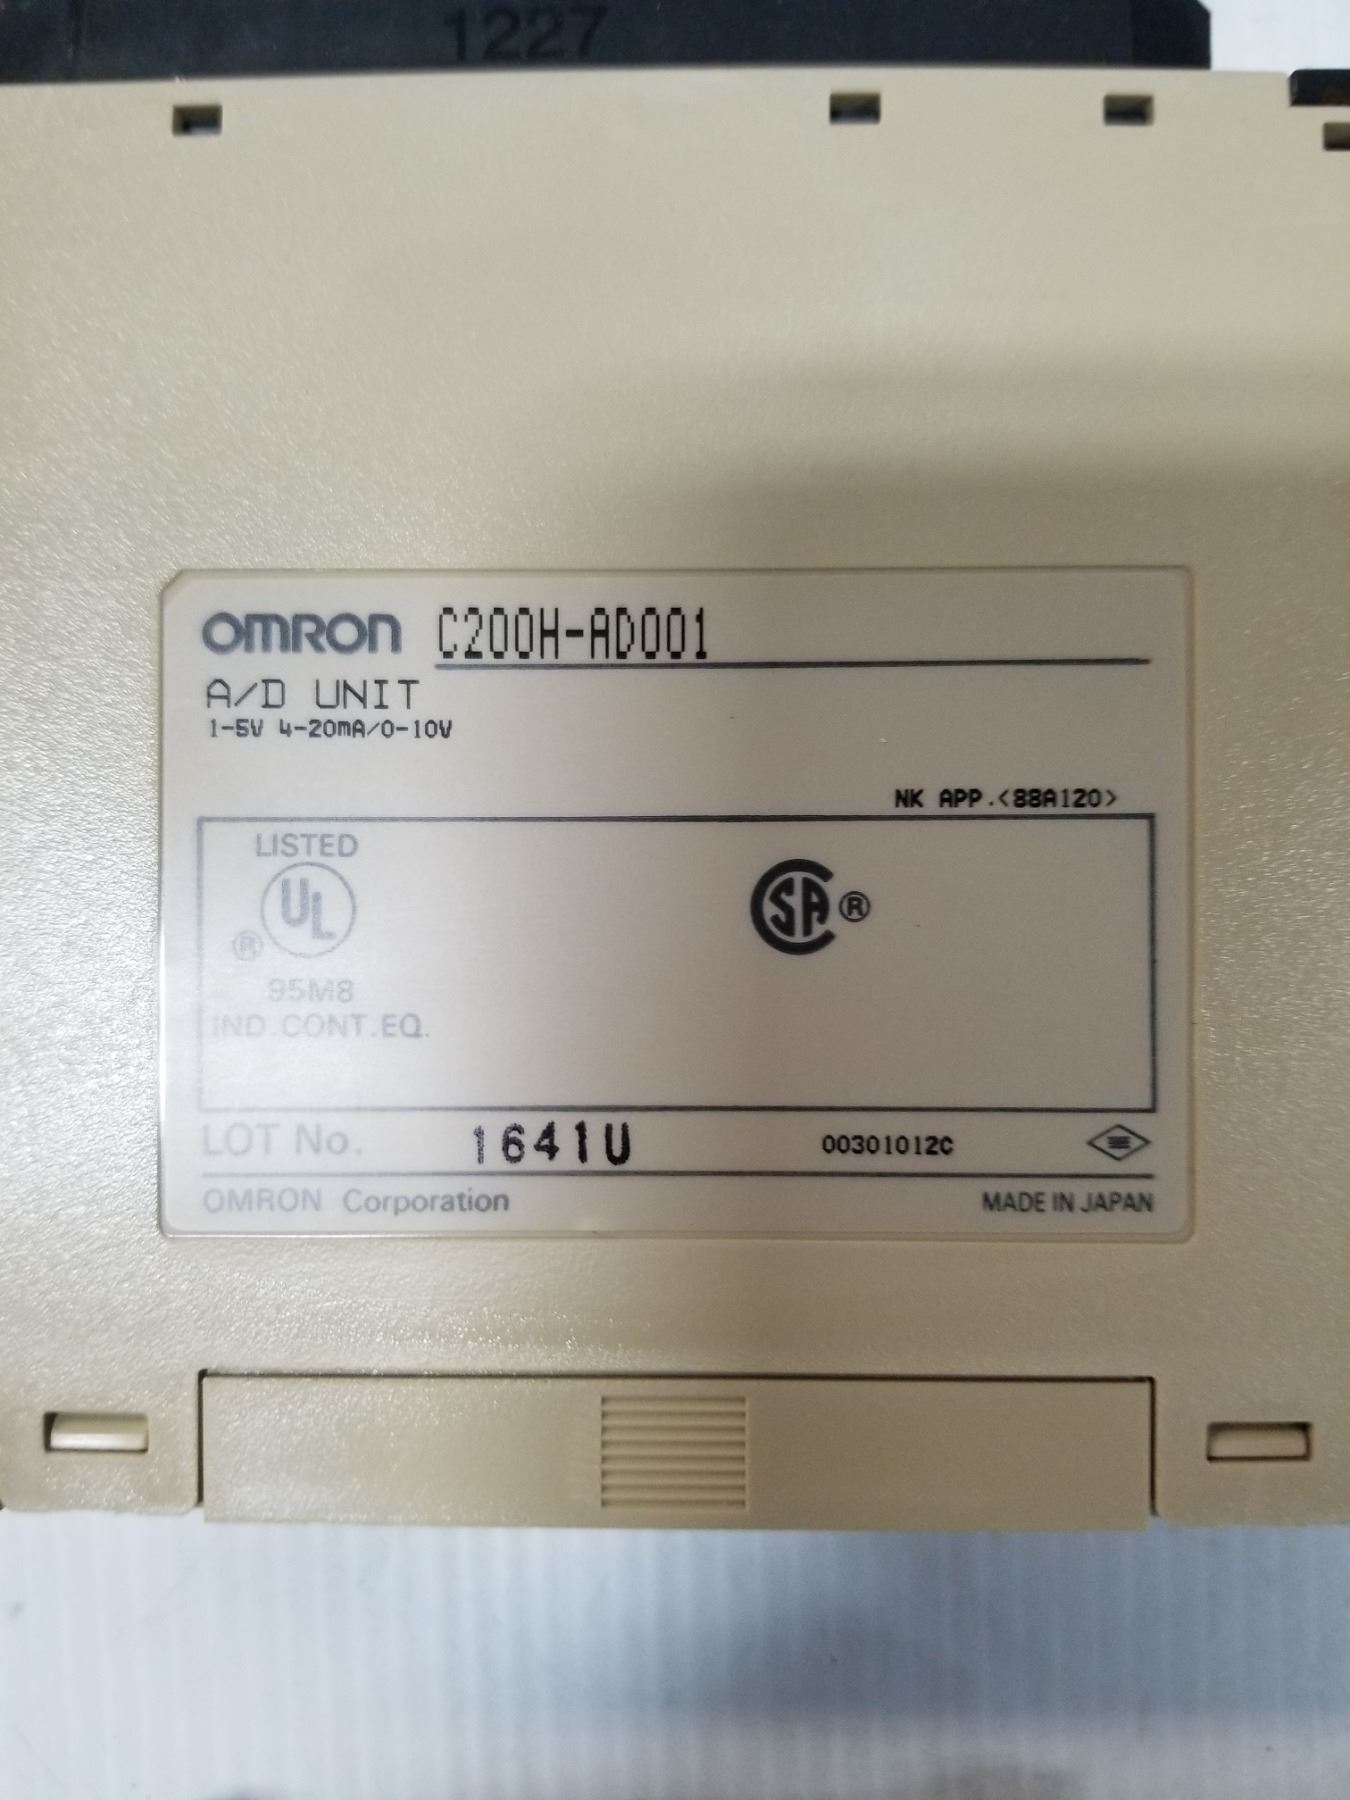 1227
OMRON C200H-AD001
A/D UNIT
1-5V 4-20mA/0-10V
NK APP.<88A120>
LISTED
UL
®
95M8
IND.CONT.EQ.
CSA ®
LOT No. 1641U 00301012C
OMRON Corporation MADE IN JAPAN